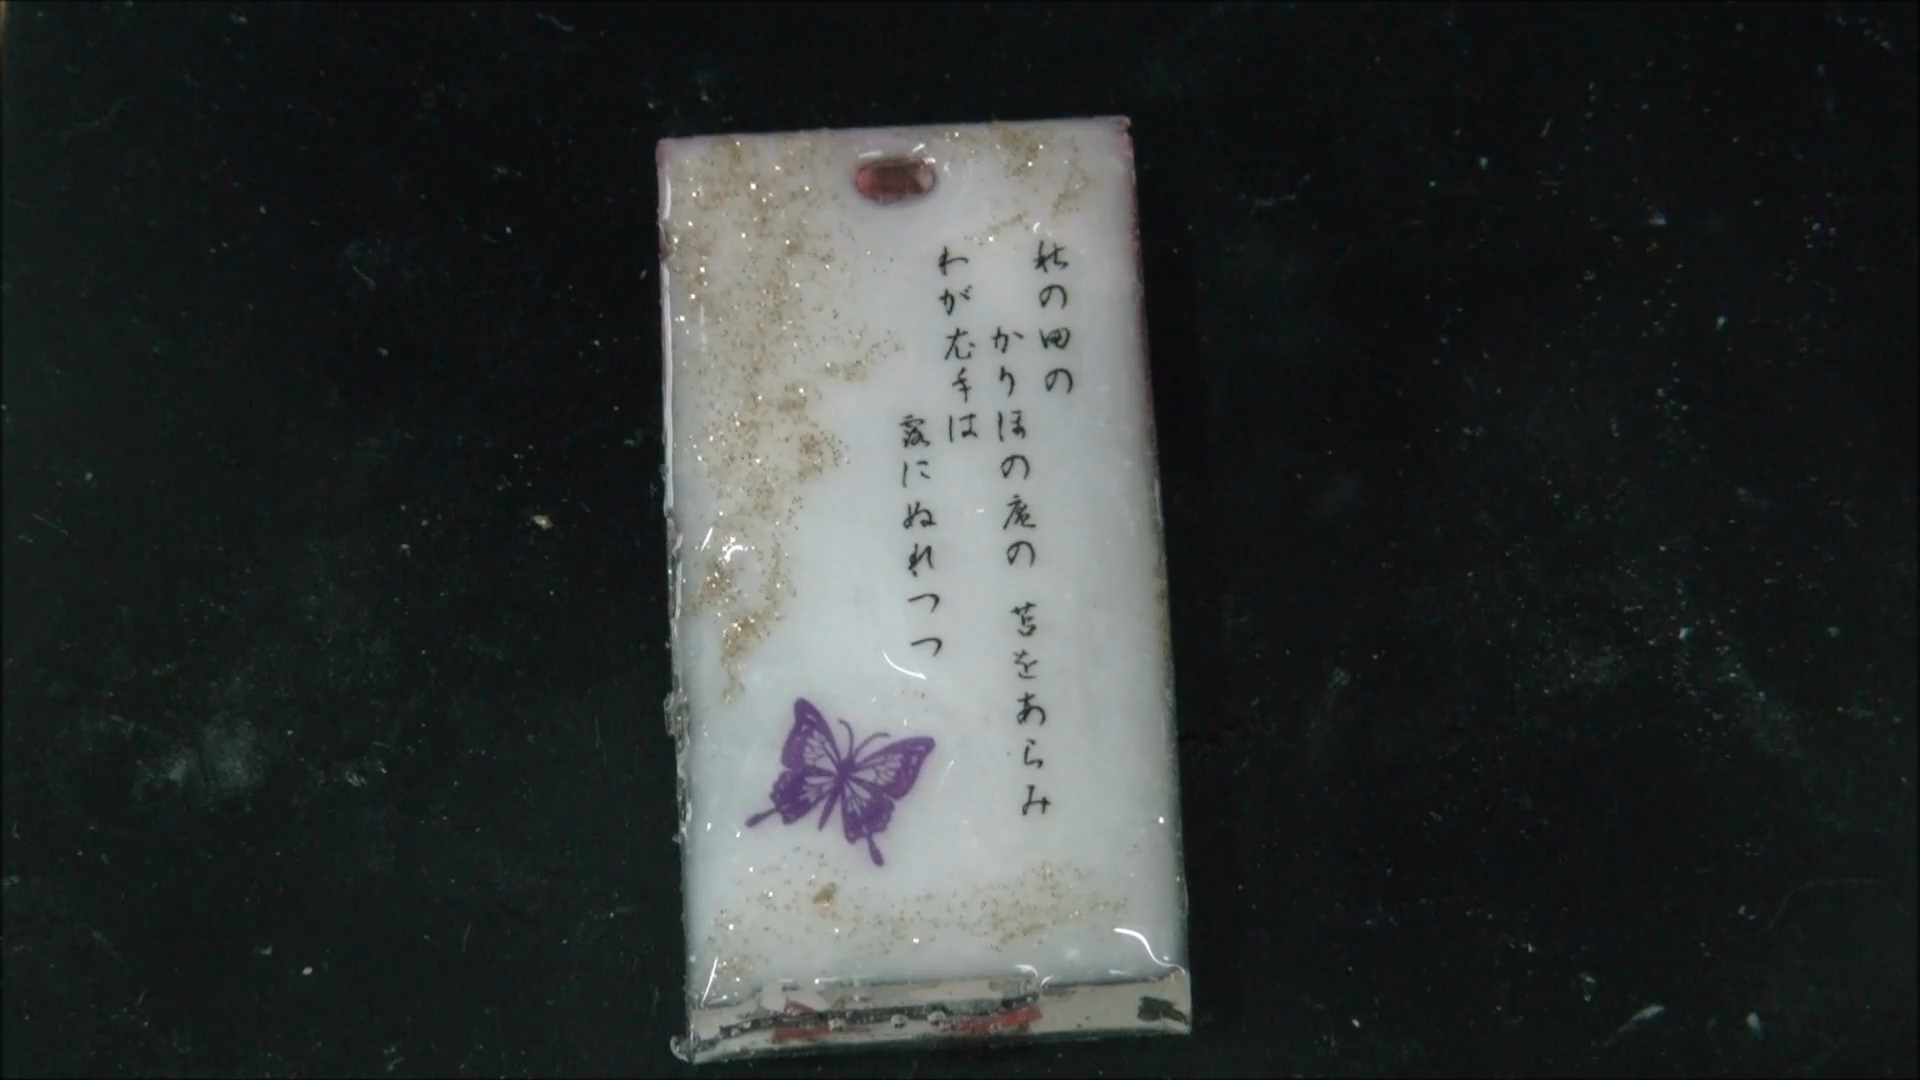 秋の田の
かりほの庵の 苫をあらみ
わが衣手は
露にぬれつつ